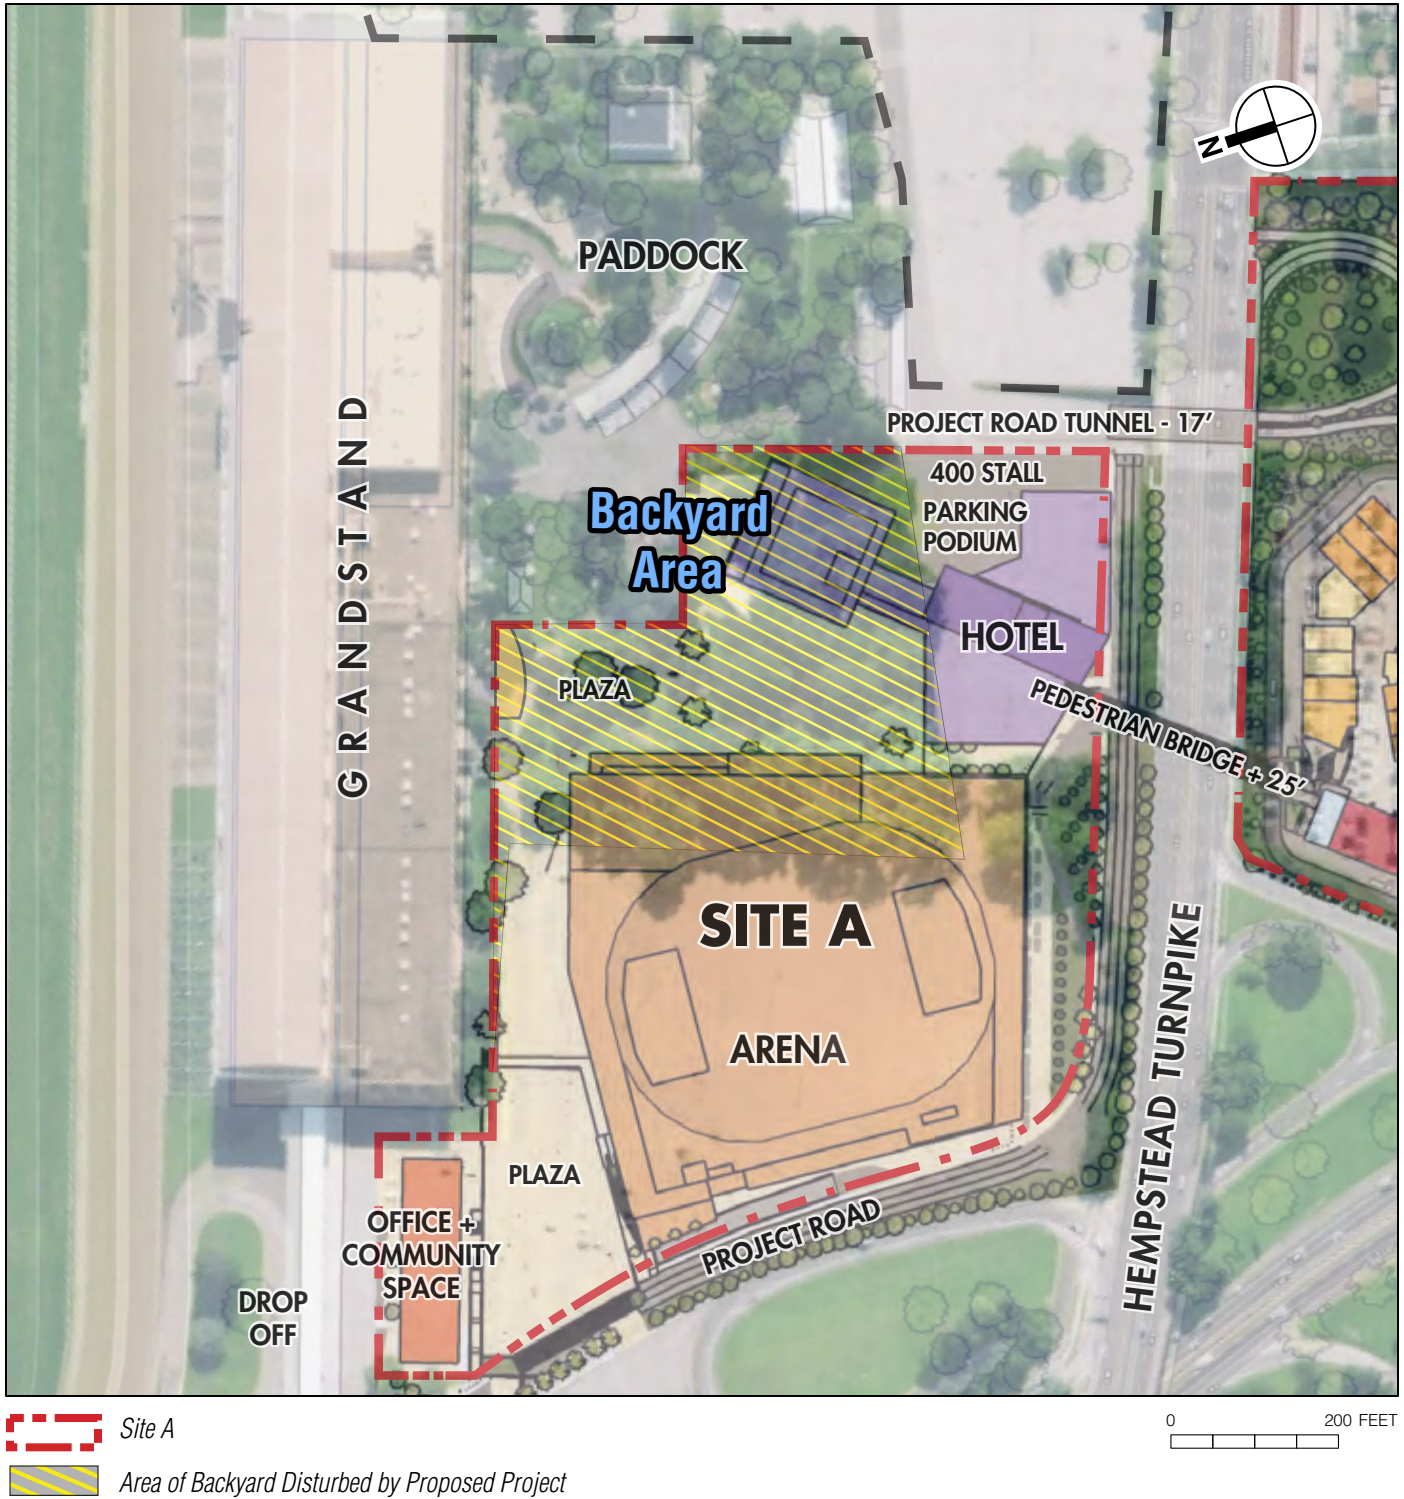 N
PADDOCK
GRANDSTAND
PROJECT ROAD TUNNEL - 17’
400 STALL
PARKING
PODIUM
Backyard
Area
HOTEL
PLAZA
PEDESTRIAN BRIDGE + 25’
SITE A
ARENA
HEMPSTEAD TURNPIKE
PLAZA
OFFICE +
COMMUNITY
SPACE
PROJECT ROAD
DROP
OFF
Site A
0 200 FEET
Area of Backyard Disturbed by Proposed Project